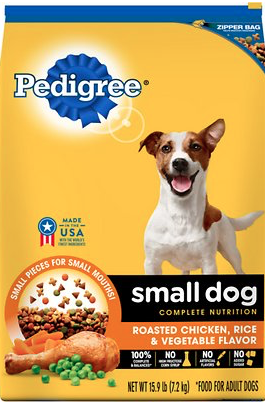 ZIPPER BAG
Pedigree®
MADE IN
THE
USA
WITH THE WORLD'S
FINEST INGREDIENTS
SMALL PIECES FOR SMALL MOUTHS!
small dog
COMPLETE NUTRITION
ROASTED CHICKEN, RICE
& VEGETABLE FLAVOR
100%
COMPLETE
& BALANCED*
NO
HIGH FRUCTOSE
CORN SYRUP
NO
ARTIFICIAL
FLAVORS
NO
ADDED
SUGAR
NET WT 15.9 LB (7.2 kg) *FOOD FOR ADULT DOGS